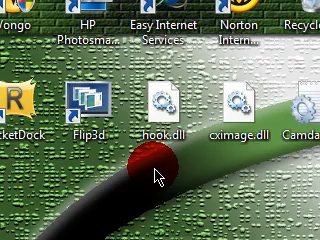 Wongo
HP
Photosma...
Easy Internet
Services
Norton
Intern...
Recycle
R
cketDock
Flip3d
hook.dll
cximage.dll
Camda